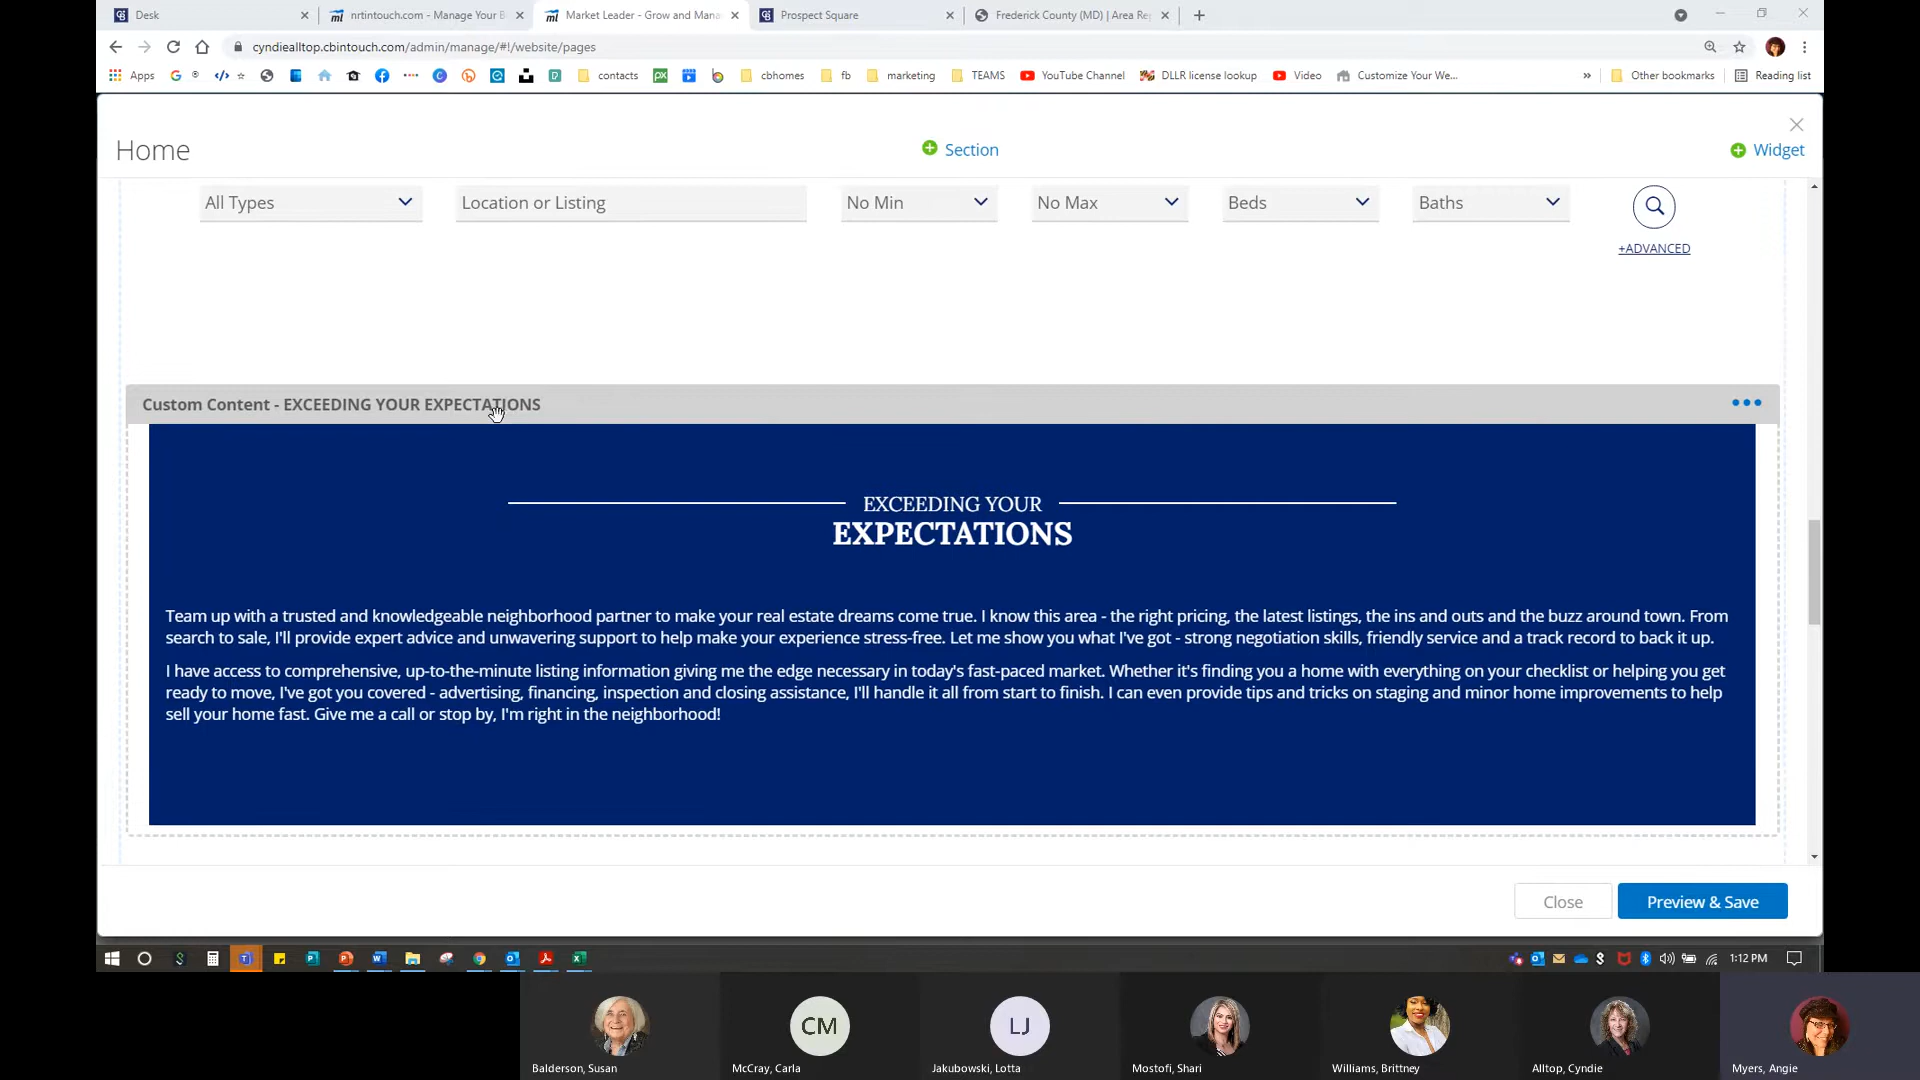 Desk
nrtintouch.com - Manage Your B
Market Leader - Grow and Mana
Prospect Square
Frederick County (MD) | Area Re
cyndiealltop.cbintouch.com/admin/manage/#!/website/pages
Apps
contacts
cbhomes
fb
marketing
TEAMS
YouTube Channel
DLLR license lookup
Video
Customize Your We...
Other bookmarks
Reading list
Home
Section
Widget
All Types
Location or Listing
No Min
No Max
Beds
Baths
+ADVANCED
Custom Content - EXCEEDING YOUR EXPECTATIONS
EXCEEDING YOUR
EXPECTATIONS
Team up with a trusted and knowledgeable neighborhood partner to make your real estate dreams come true. I know this area - the right pricing, the latest listings, the ins and outs and the buzz around town. From
search to sale, I'll provide expert advice and unwavering support to help make your experience stress-free. Let me show you what I've got - strong negotiation skills, friendly service and a track record to back it up.
I have access to comprehensive, up-to-the-minute listing information giving me the edge necessary in today's fast-paced market. Whether it's finding you a home with everything on your checklist or helping you get
ready to move, I've got you covered - advertising, financing, inspection and closing assistance, I'll handle it all from start to finish. I can even provide tips and tricks on staging and minor home improvements to help
sell your home fast. Give me a call or stop by, I'm right in the neighborhood!
Close
Preview & Save
1:12 PM
CM
LJ
Balderson, Susan
McCray, Carla
Jakubowski, Lotta
Mostofi, Shari
Williams, Brittney
Alltop, Cyndie
Myers, Angie